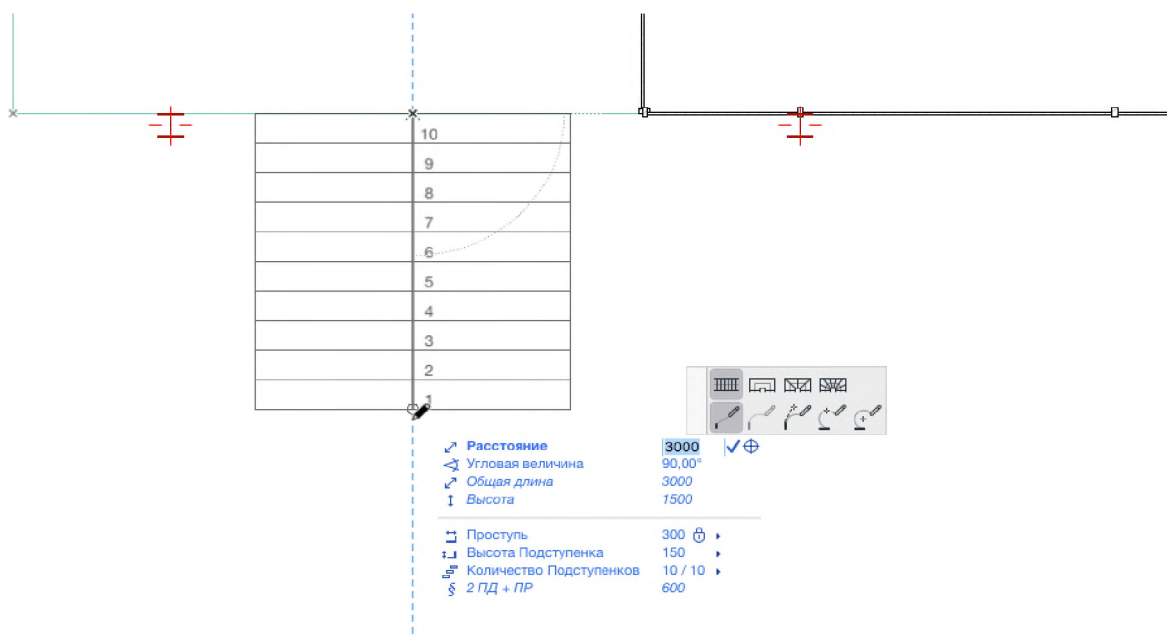 10
9
8
7
6
5
4
3
2
1
Расстояние 3000
Угловая величина 90,00°
Общая длина 3000
Высота 1500
Проступь 300
Высота Подступенка 150
Количество Подступенков 10 / 10
§ 2 ПД + ПР 600